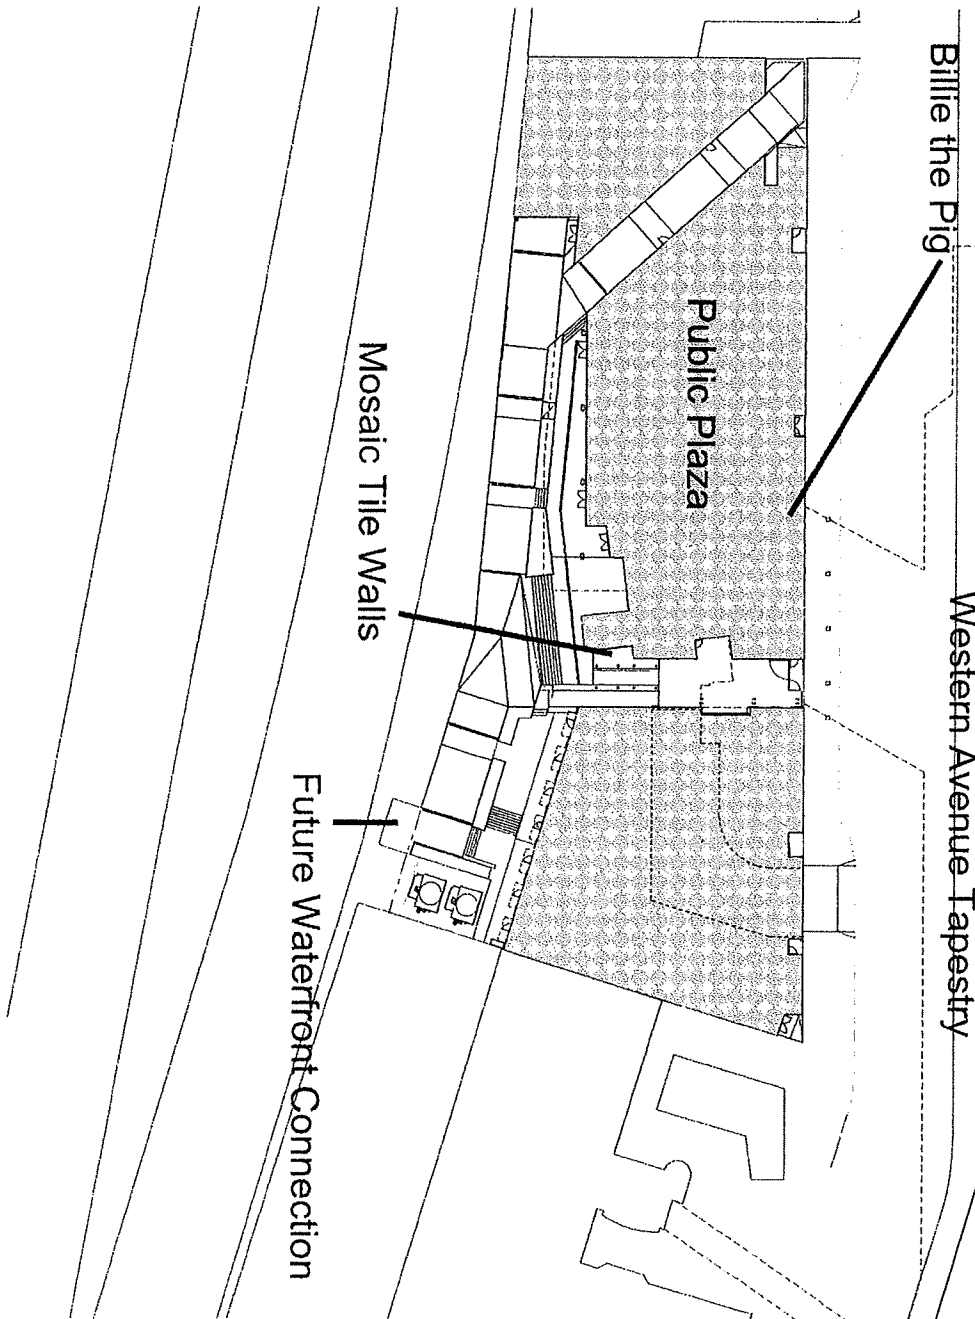 Billie the Pig
Western Avenue Tapestry
Public Plaza
Mosaic Tile Walls
Future Waterfront Connection